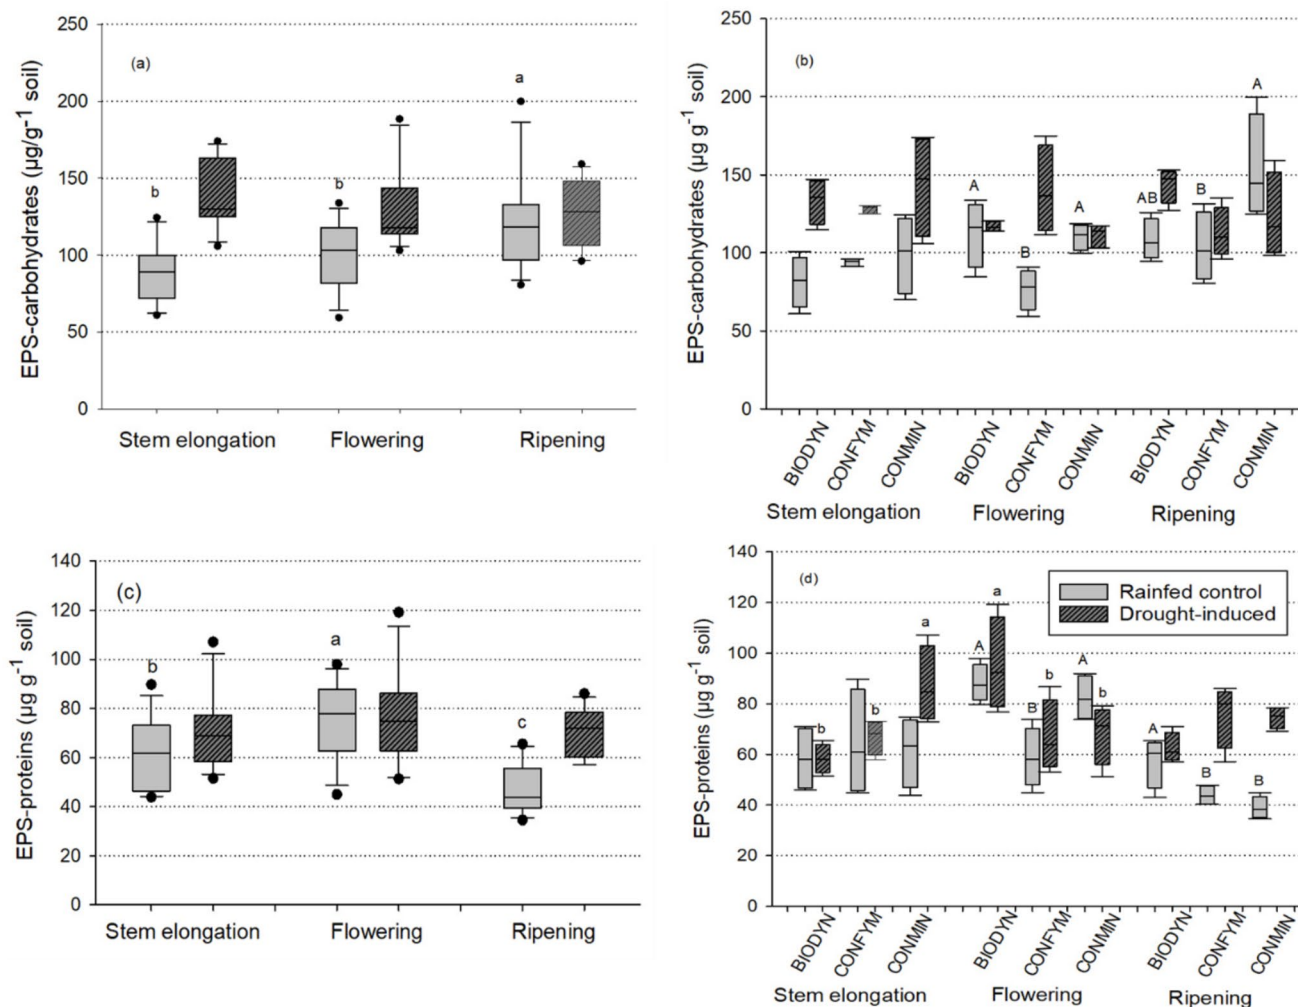 (a)
EPS-carbohydrates (µg/g⁻¹ soil)
250
200
150
100
50
0
b
b
a
Stem elongation Flowering Ripening
(b)
EPS-carbohydrates (µg g⁻¹ soil)
250
200
150
100
50
0
A
B
A
AB
B
A
BIODYN CONFYM CONMIN BIODYN CONFYM CONMIN BIODYN CONFYM CONMIN
Stem elongation Flowering Ripening
(c)
EPS-proteins (µg g⁻¹ soil)
140
120
100
80
60
40
20
0
b
a
c
Stem elongation Flowering Ripening
(d)
EPS-proteins (µg g⁻¹ soil)
140
120
100
80
60
40
20
0
Rainfed control
Drought-induced
b
b
a
A
a
B
b
A
b
A
B
B
BIODYN CONFYM CONMIN BIODYN CONFYM CONMIN BIODYN CONFYM CONMIN
Stem elongation Flowering Ripening